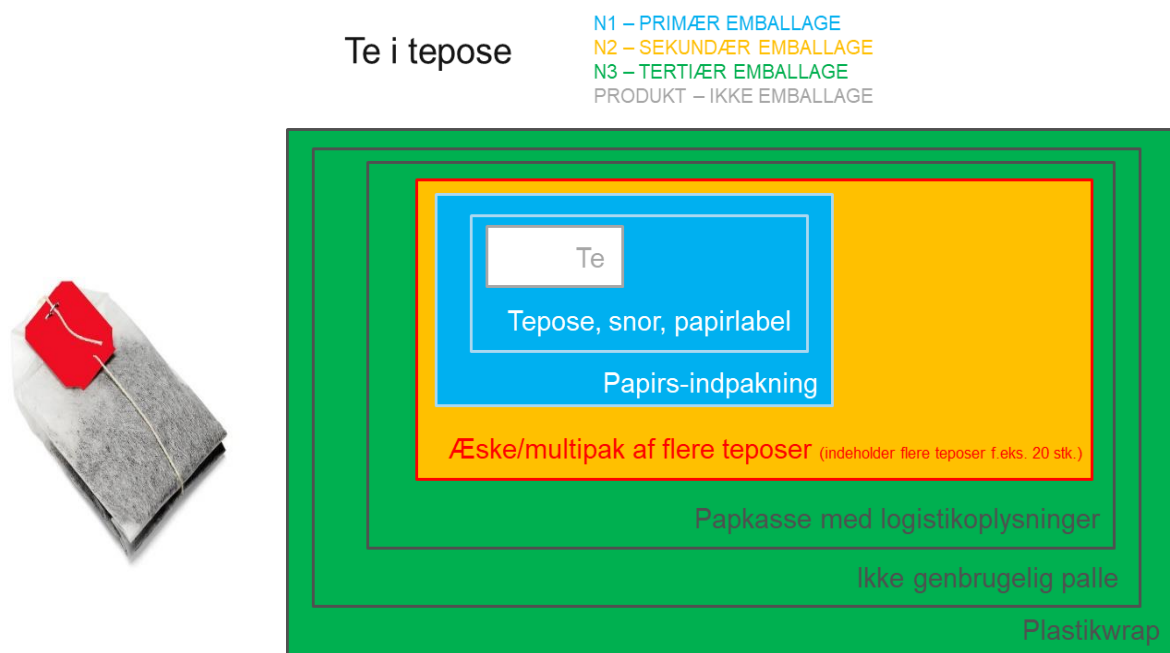 Te i tepose
N1 – PRIMÆR EMBALLAGE
N2 – SEKUNDÆR EMBALLAGE
N3 – TERTIÆR EMBALLAGE
PRODUKT – IKKE EMBALLAGE
Te
Tepose, snor, papirlabel
Papirs-indpakning
Æske/multipak af flere teposer (indeholder flere teposer f.eks. 20 stk.)
Papkasse med logistikoplysninger
Ikke genbrugelig palle
Plastikwrap